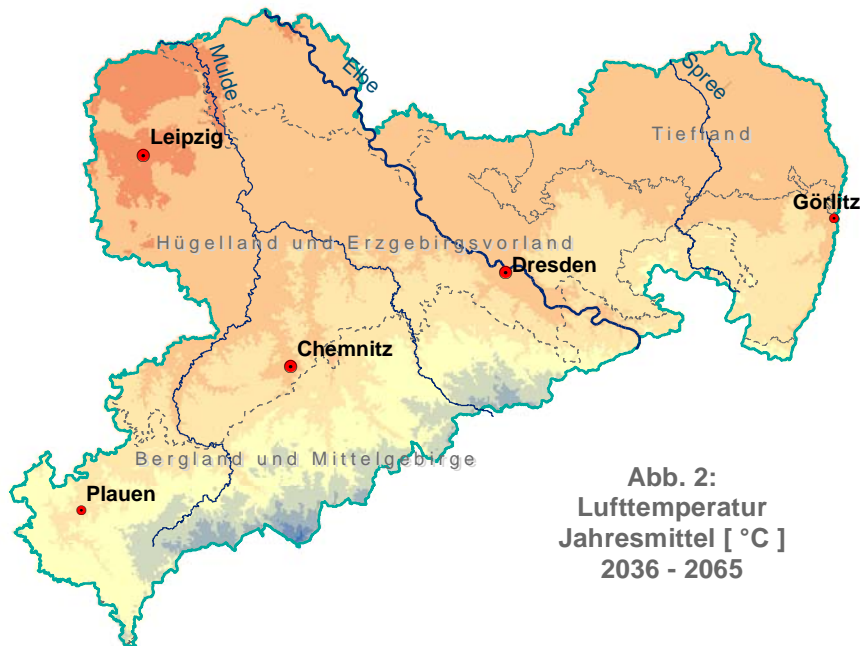 Mulde
Elbe
Spree
Leipzig
Tiefland
Görlitz
Hügelland und Erzgebirgsvorland
Dresden
Chemnitz
Bergland und Mittelgebirge
Plauen
Abb. 2:
Lufttemperatur
Jahresmittel [ °C ]
2036 - 2065